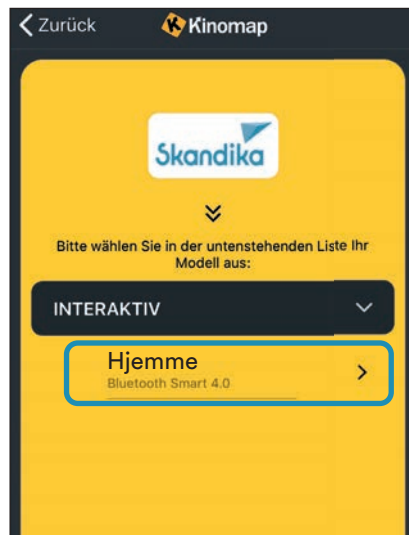 Zurück
Kinomap
Skandika
Bitte wählen Sie in der untenstehenden Liste Ihr
Modell aus:
INTERAKTIV
Hjemme
Bluetooth Smart 4.0